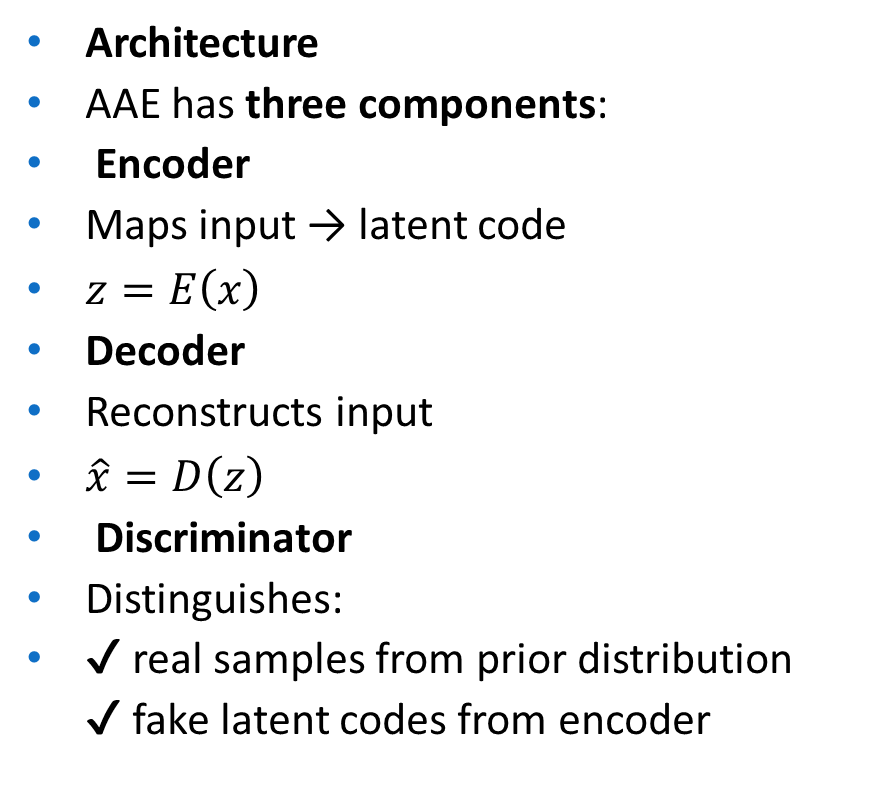 • Architecture
• AAE has three components:
• Encoder
• Maps input → latent code
• z = E(x)
• Decoder
• Reconstructs input
• x̂ = D(z)
• Discriminator
• Distinguishes:
• ✔ real samples from prior distribution
✔ fake latent codes from encoder